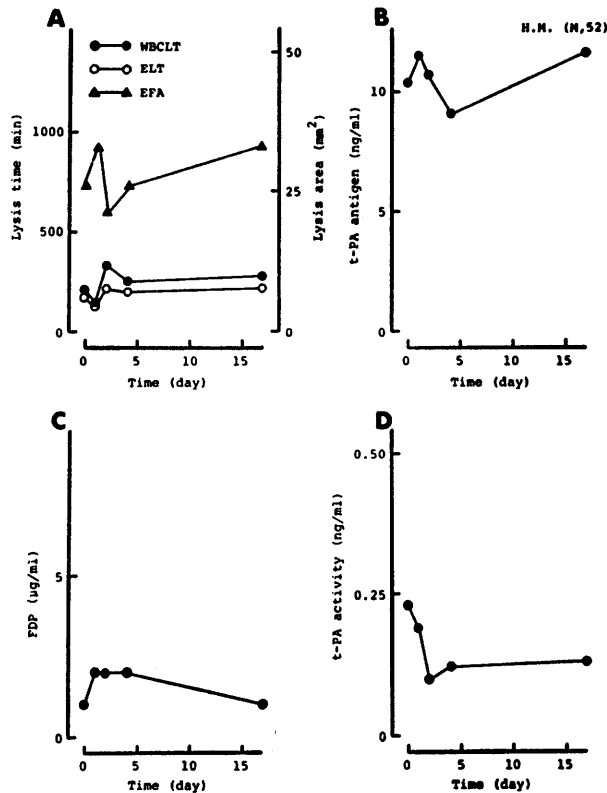 A
WBCLT
ELT
EFA
Lysis time (min)
1000
500
0
50
25
0
Lysis area (mm2)
0 5 10 15
Time (day)
B
H.M. (M,52)
t-PA antigen (ng/ml)
10
5
0
0 5 10 15
Time (day)
C
FDP (μg/ml)
5
0
0 5 10 15
Time (day)
D
t-PA activity (ng/ml)
0.50
0.25
0
0 5 10 15
Time (day)